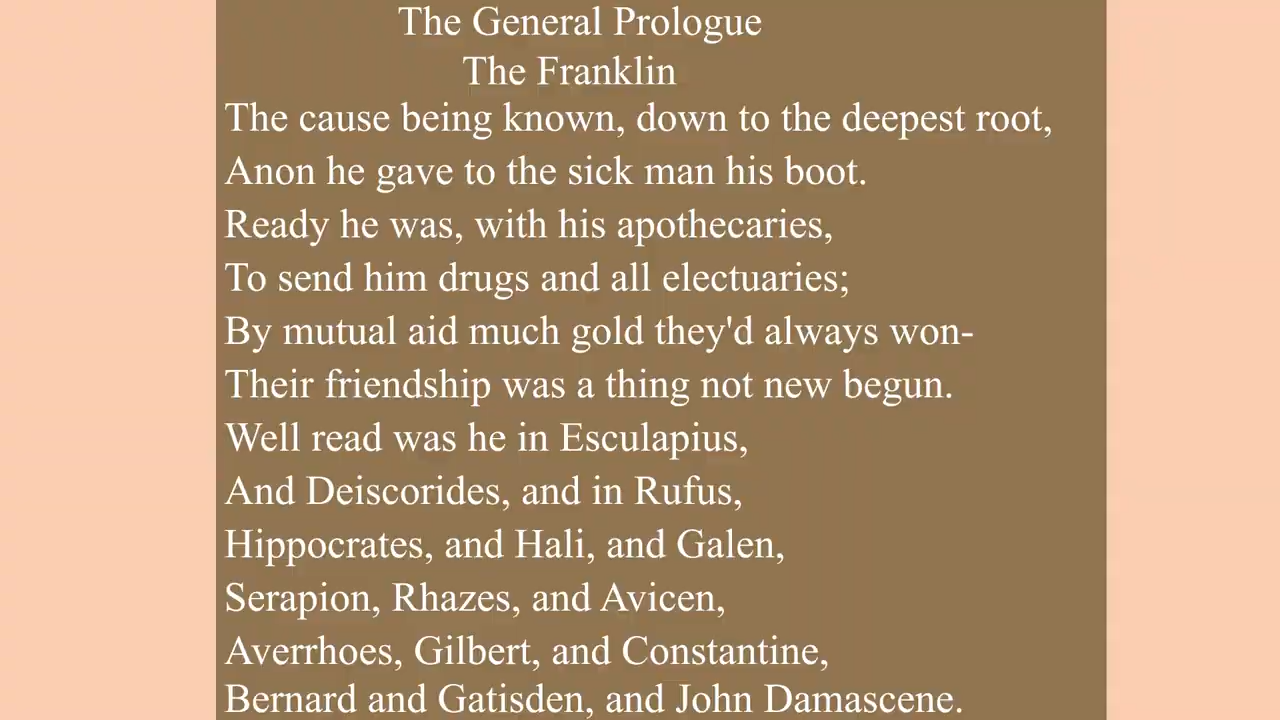 The General Prologue
The Franklin
The cause being known, down to the deepest root,
Anon he gave to the sick man his boot.
Ready he was, with his apothecaries,
To send him drugs and all electuaries;
By mutual aid much gold they'd always won-
Their friendship was a thing not new begun.
Well read was he in Esculapius,
And Deiscorides, and in Rufus,
Hippocrates, and Hali, and Galen,
Serapion, Rhazes, and Avicen,
Averrhoes, Gilbert, and Constantine,
Bernard and Gatisden, and John Damascene.